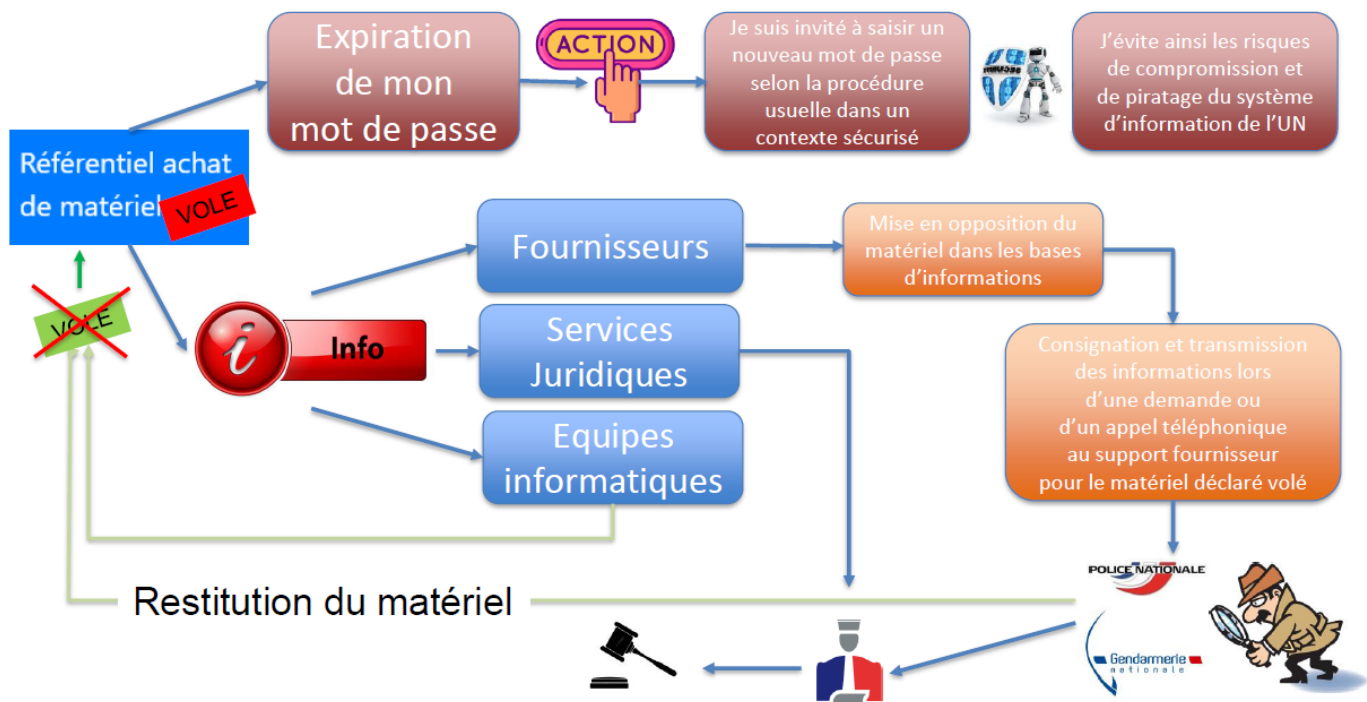 Expiration
de mon
mot de passe
ACTION
Je suis invité à saisir un
nouveau mot de passe
selon la procédure
usuelle dans un
contexte sécurisé
J’évite ainsi les risques
de compromission et
de piratage du système
d’information de l’UN
Référentiel achat
de matériel
VOLE
VOLE
i Info
Fournisseurs
Services
Juridiques
Equipes
informatiques
Mise en opposition du
matériel dans les bases
d’informations
Consignation et transmission
des informations lors
d’une demande ou
d’un appel téléphonique
au support fournisseur
pour le matériel déclaré volé
POLICE NATIONALE
Gendarmerie
nationale
Restitution du matériel